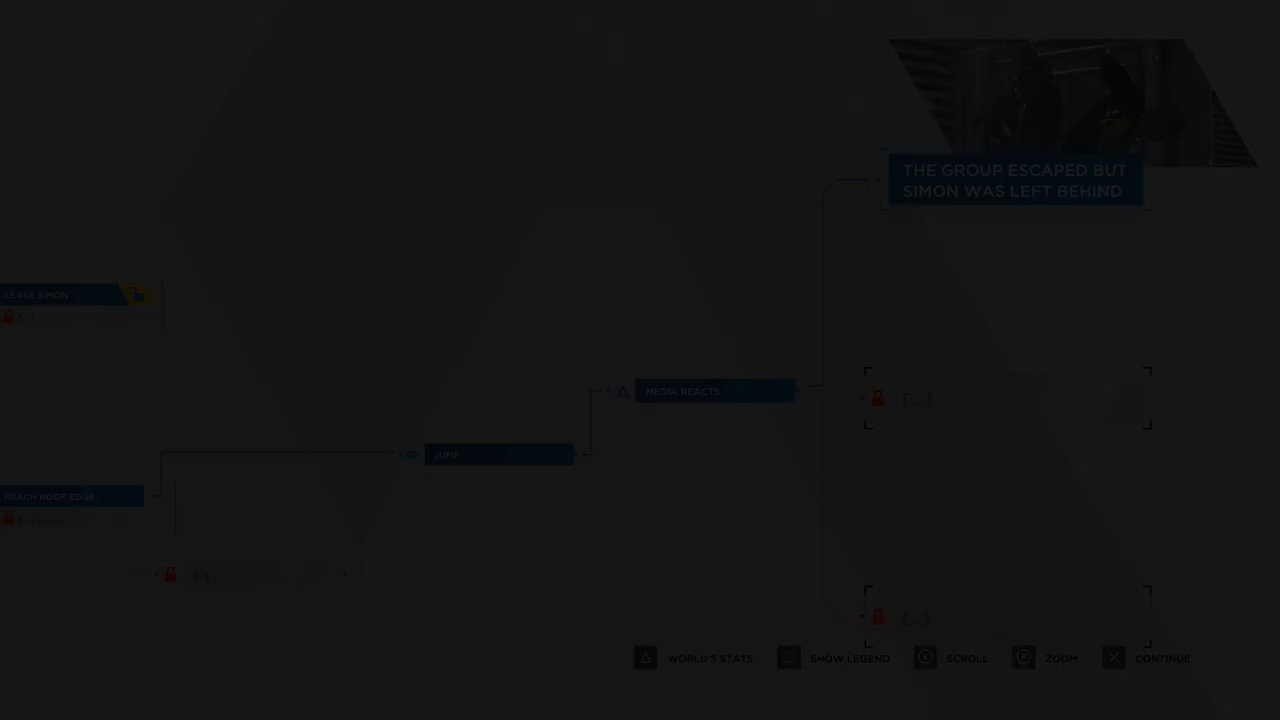 THE GROUP ESCAPED BUT
SIMON WAS LEFT BEHIND
LEAVE SIMON
[...]
MEDIA REACTS
[...]
JUMP
REACH ROOF EDGE
[...]
[...]
[...]
WORLD'S STATS
SHOW LEGEND
SCROLL
ZOOM
CONTINUE